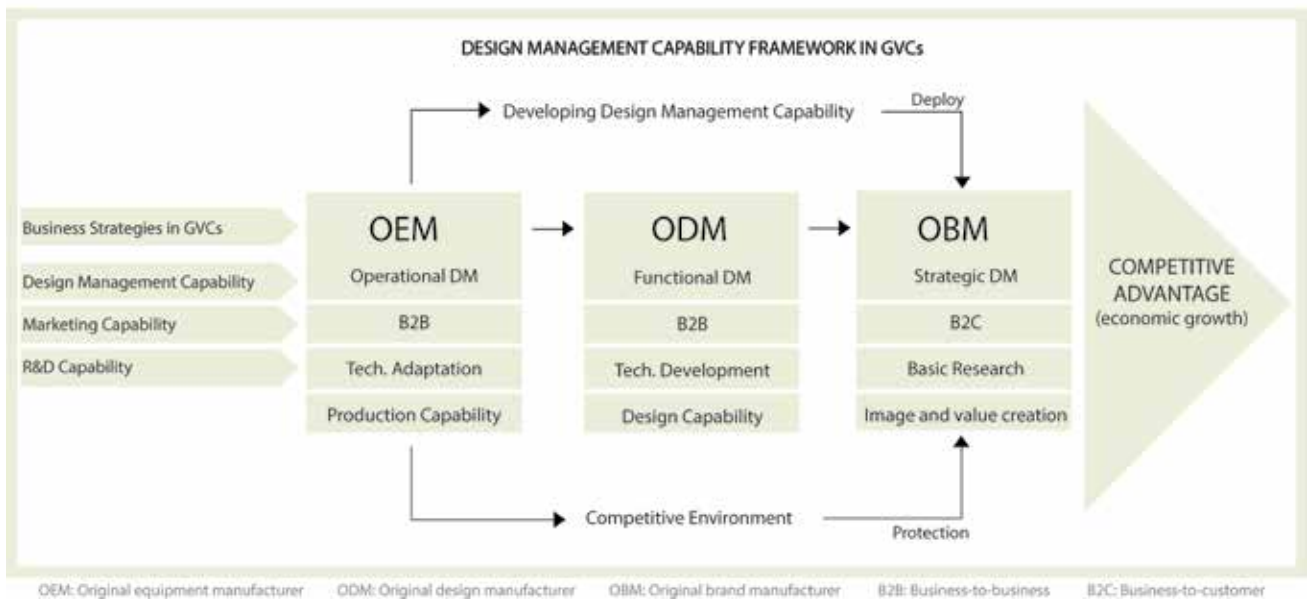 DESIGN MANAGEMENT CAPABILITY FRAMEWORK IN GVCs
Developing Design Management Capability
Deploy
Business Strategies in GVCs
Design Management Capability
Marketing Capability
R&D Capability
OEM
Operational DM
B2B
Tech. Adaptation
Production Capability
ODM
Functional DM
B2B
Tech. Development
Design Capability
OBM
Strategic DM
B2C
Basic Research
Image and value creation
COMPETITIVE
ADVANTAGE
(economic growth)
Competitive Environment
Protection
OEM: Original equipment manufacturer ODM: Original design manufacturer OBM: Original brand manufacturer B2B: Business-to-business B2C: Business-to-customer